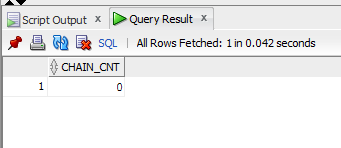 Script Output x Query Result x
SQL | All Rows Fetched: 1 in 0.042 seconds
CHAIN_CNT
1 0